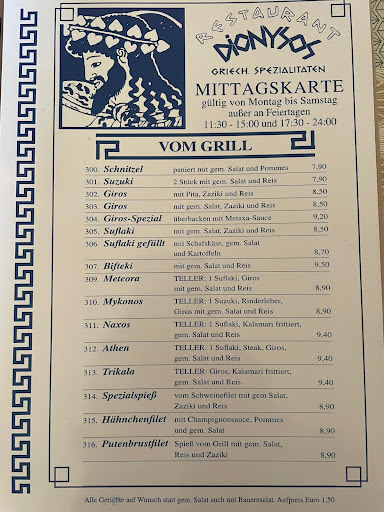 RESTAURANT
DIONYSOS
GRIECH. SPEZIALITÄTEN
MITTAGSKARTE
gültig von Montag bis Samstag
außer an Feiertagen
11:30 - 15:00 und 17:30 - 24:00
VOM GRILL
300. Schnitzel paniert mit gem. Salat und Pommes 7,90
301. Suzuki 2 Stück mit gem. Salat und Reis 7,90
302. Giros mit Pita, Zaziki und Reis 8,50
303. Giros mit gem. Salat, Zaziki und Reis 8,50
304. Giros-Spezial überbacken mit Metaxa-Sauce 9,20
305. Suflaki mit gem. Salat, Zaziki und Reis 8,50
306. Suflaki gefüllt mit Schafskäse, gem. Salat
und Kartoffeln 8,70
307. Bifteki mit gem. Salat und Reis 9,50
309. Meteora TELLER: 1 Suflaki, Giros
mit gem. Salat und Reis 8,90
310. Mykonos TELLER: 1 Suzuki, Rinderleber,
Giros mit gem. Salat und Reis 8,90
311. Naxos TELLER: 1 Suflaki, Kalamari frittiert,
gem. Salat und Reis 9,40
312. Athen TELLER: 1 Suflaki, Steak, Giros,
gem. Salat und Reis 9,40
313. Trikala TELLER: Giros, Kalamari frittiert,
gem. Salat und Reis 9,40
314. Spezialspieß vom Schweinefilet mit gem Salat,
Zaziki und Reis 8,90
315. Hähnchenfilet mit Champignonsauce, Pommes
und gem. Salat 8,90
316. Putenbrustfilet Spieß vom Grill mit gem. Salat,
Reis und Zaziki 8,90
Alle Gerichte auf Wunsch statt gem. Salat auch mit Bauernsalat. Aufpreis Euro 1,50